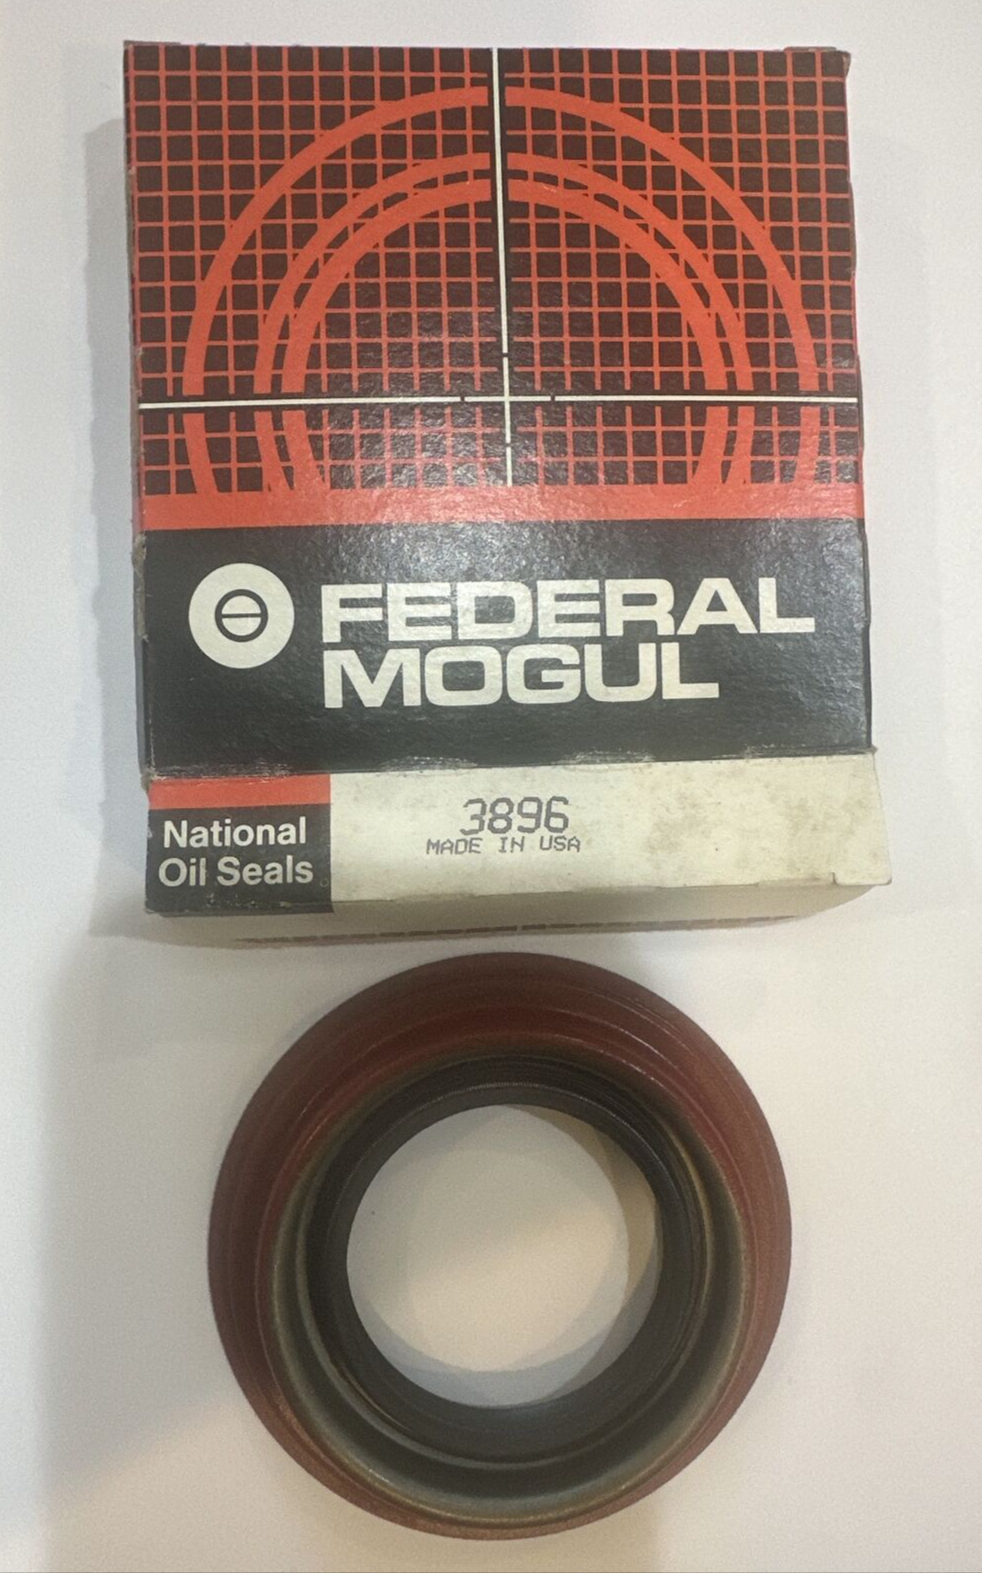 FEDERAL
MOGUL
National
Oil Seals
3896
MADE IN USA